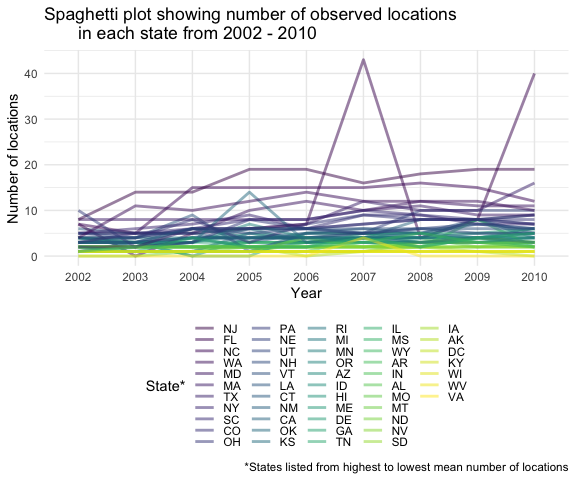 Spaghetti plot showing number of observed locations
in each state from 2002 - 2010
Number of locations
40
30
20
10
0
2002 2003 2004 2005 2006 2007 2008 2009 2010
Year
State*
NJ PA RI IL IA
FL NE MI MS AK
NC UT MN WY DC
WA NH OR AR KY
MD VT AZ IN WI
MA LA ID AL WV
TX CT HI MO VA
NY NM ME MT
SC CA DE ND
CO OK GA NV
OH KS TN SD
*States listed from highest to lowest mean number of locations